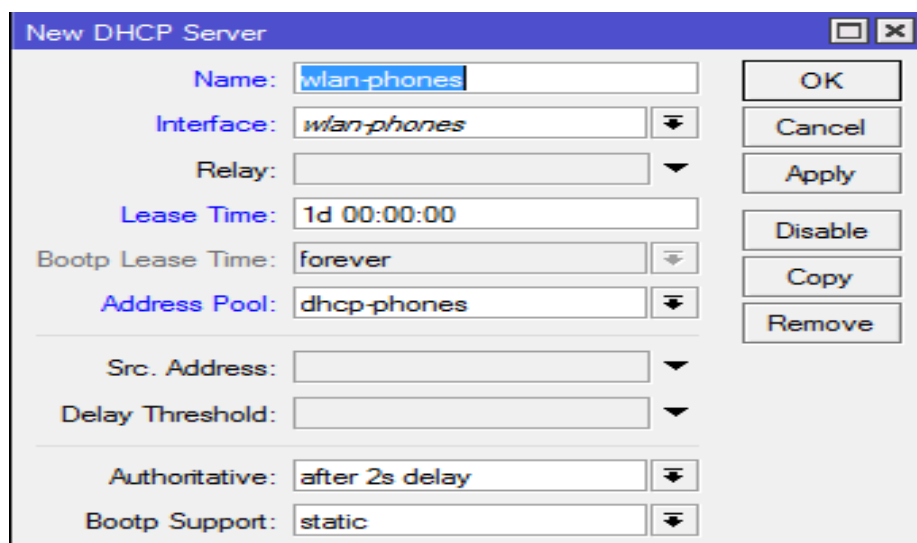 New DHCP Server
Name: wlan-phones
OK
Interface: wlan-phones
Cancel
Relay:
Apply
Lease Time: 1d 00:00:00
Disable
Bootp Lease Time: forever
Copy
Address Pool: dhcp-phones
Remove
Src. Address:
Delay Threshold:
Authoritative: after 2s delay
Bootp Support: static